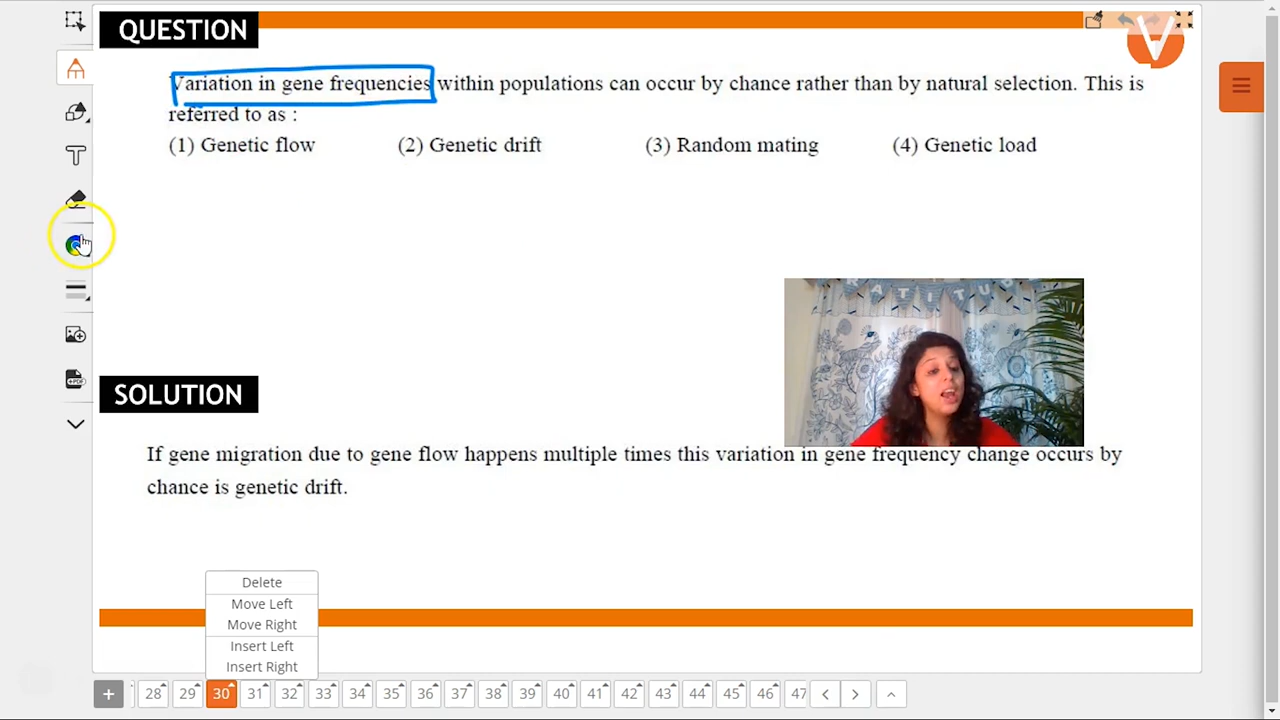 QUESTION
Variation in gene frequencies within populations can occur by chance rather than by natural selection. This is
referred to as :
(1) Genetic flow (2) Genetic drift (3) Random mating (4) Genetic load
RATITUD
SOLUTION
If gene migration due to gene flow happens multiple times this variation in gene frequency change occurs by
chance is genetic drift.
Delete
Move Left
Move Right
Insert Left
Insert Right
+ 28 29 30 31 32 33 34 35 36 37 38 39 40 41 42 43 44 45 46 47
T
V
+PDF